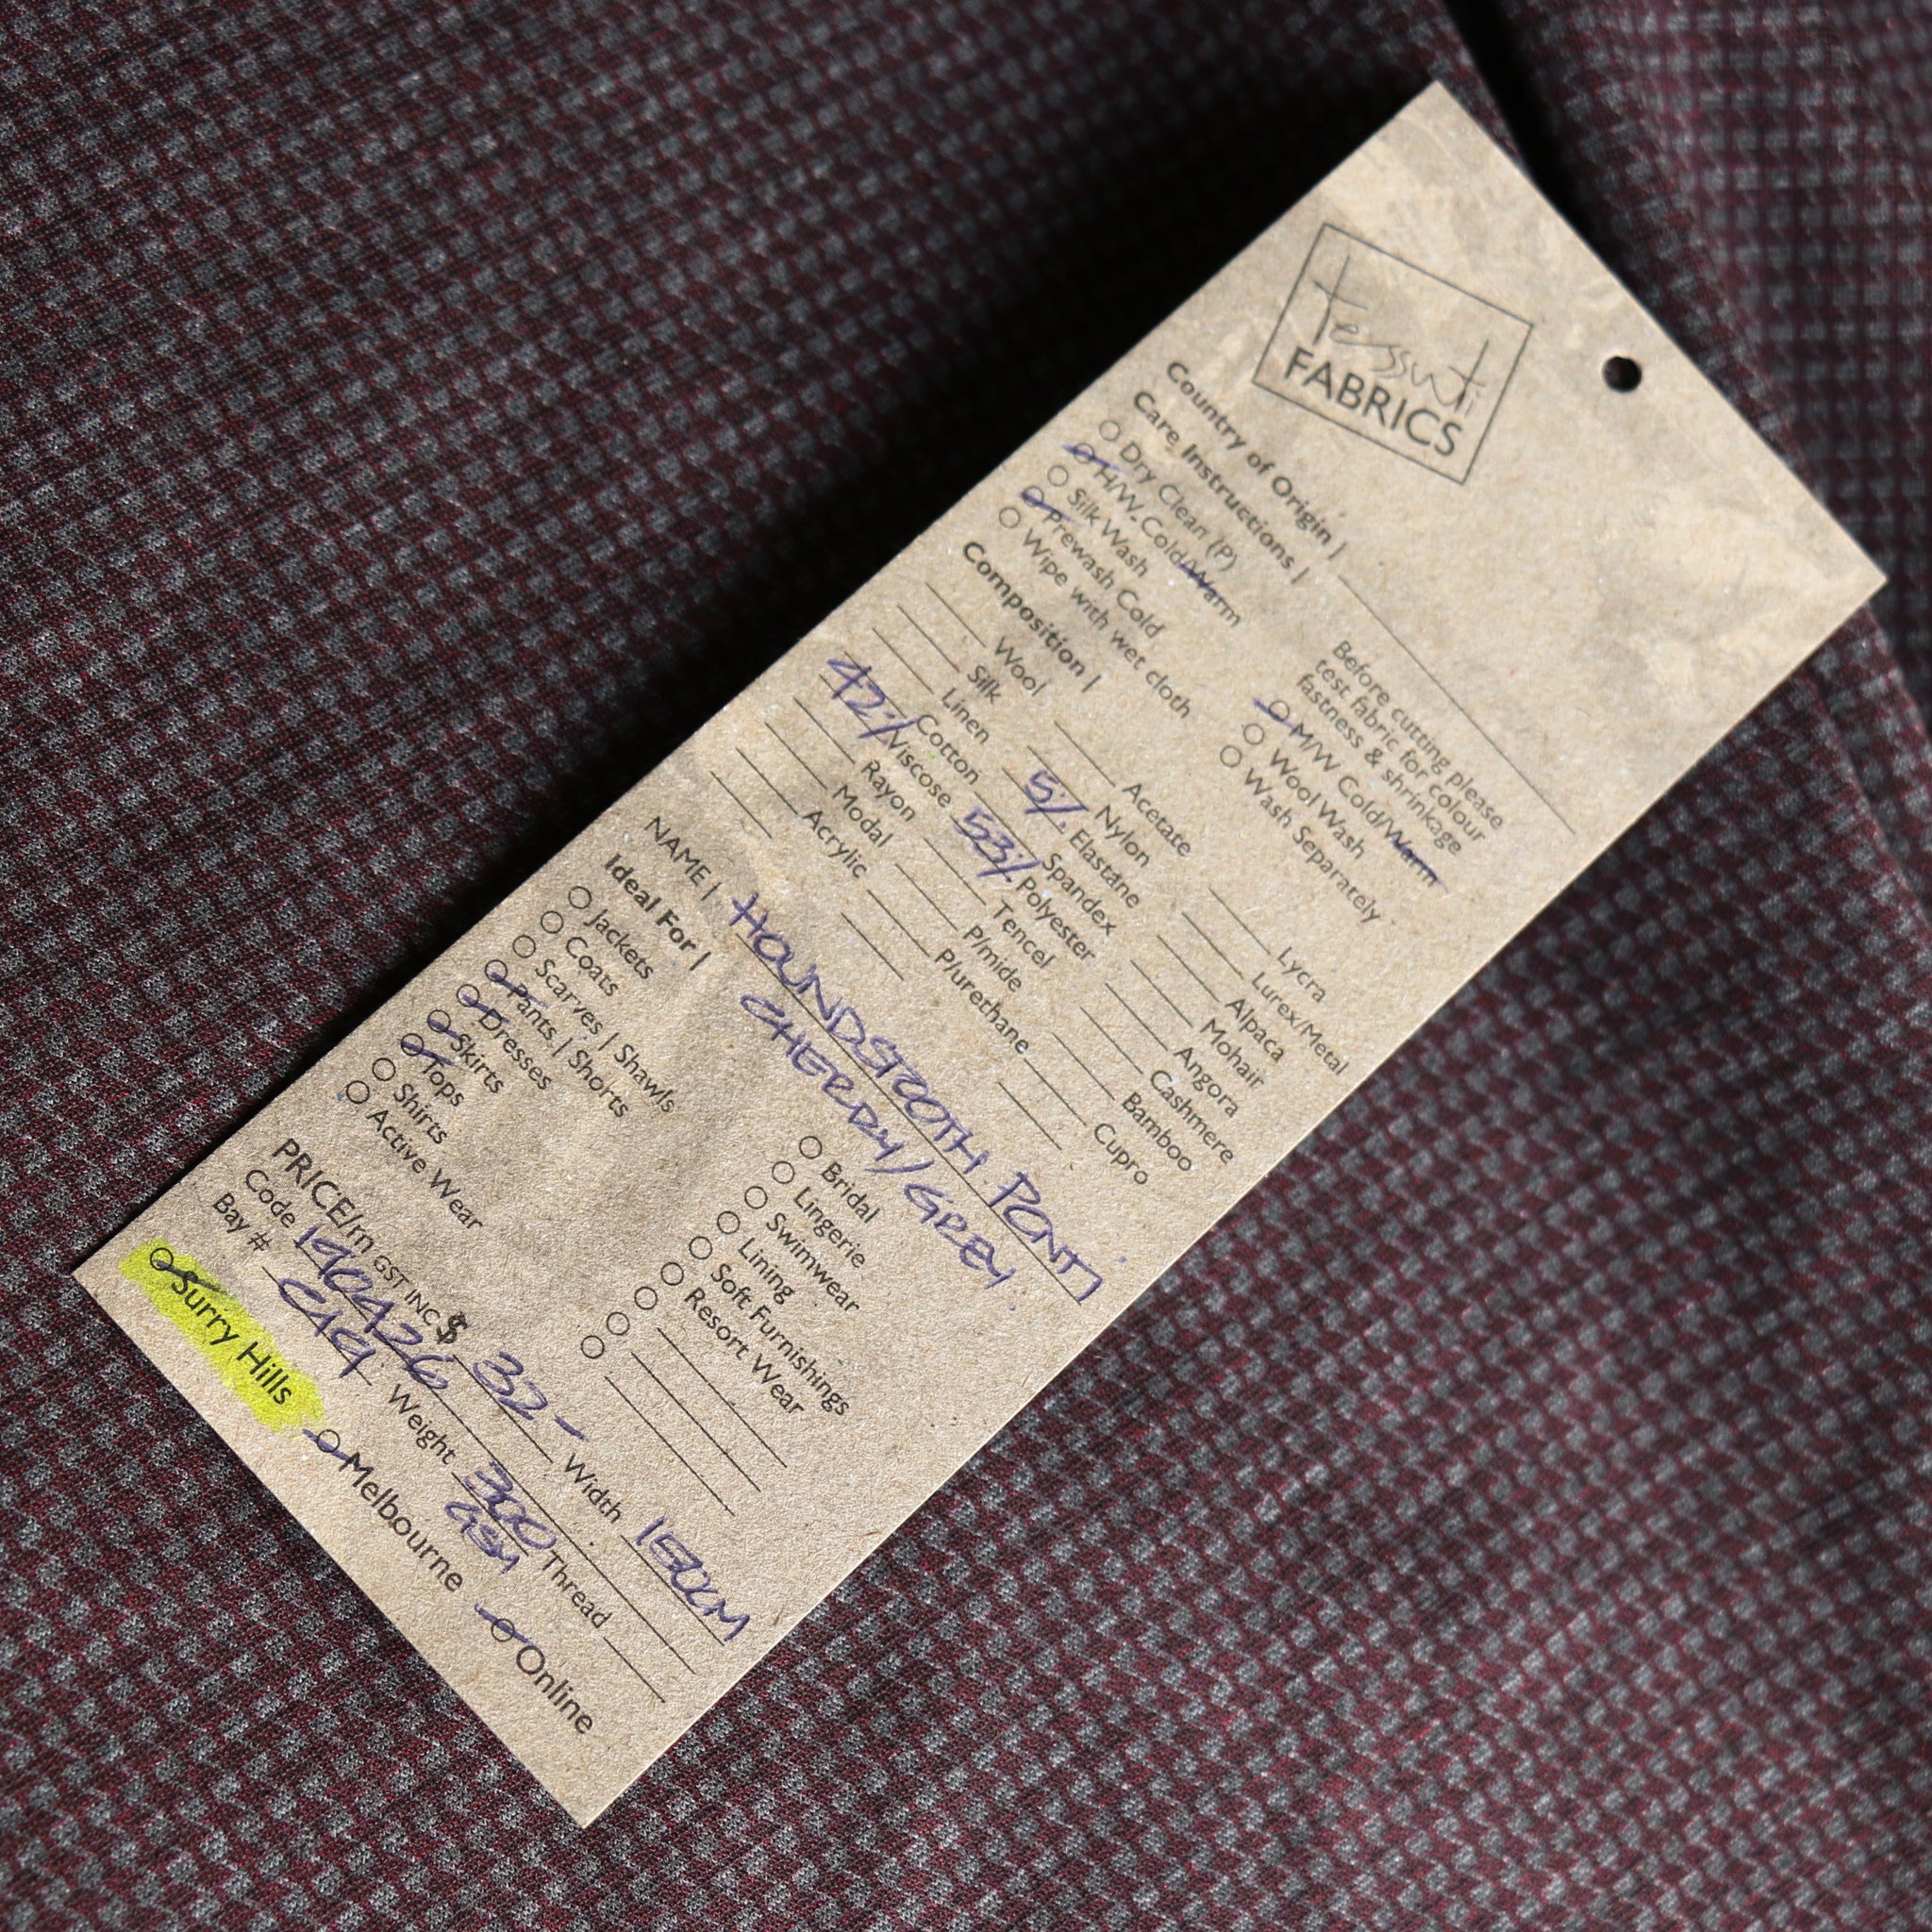 tessuti
FABRICS
Country of Origin |
Care Instructions |
Before cutting please
test fabric for colour
fastness & shrinkage
Dry Clean (P)
H/W Cold/Warm
Silk Wash
Prewash Cold
Wipe with wet cloth
M/W Cold/Warm
Wool Wash
Wash Separately
Composition |
Wool
Silk
Linen
Cotton
42% Viscose
Rayon
Modal
Acrylic
Acetate
Nylon
5% Elastane
Spandex
53% Polyester
Tencel
P/mide
P/urethane
Lycra
Lurex/Metal
Alpaca
Mohair
Angora
Cashmere
Bamboo
Cupro
NAME | HOUNDSTOOTH PONTI
CHERRY/GREY
Ideal For |
Jackets
Coats
Scarves | Shawls
Pants | Shorts
Dresses
Skirts
Tops
Shirts
Active Wear
Bridal
Lingerie
Swimwear
Lining
Soft Furnishings
Resort Wear
PRICE/m GST INC $ 32- Width 150CM
Code 190426 Weight 300 GSM Thread
Bay # C19
Surry Hills Melbourne Online